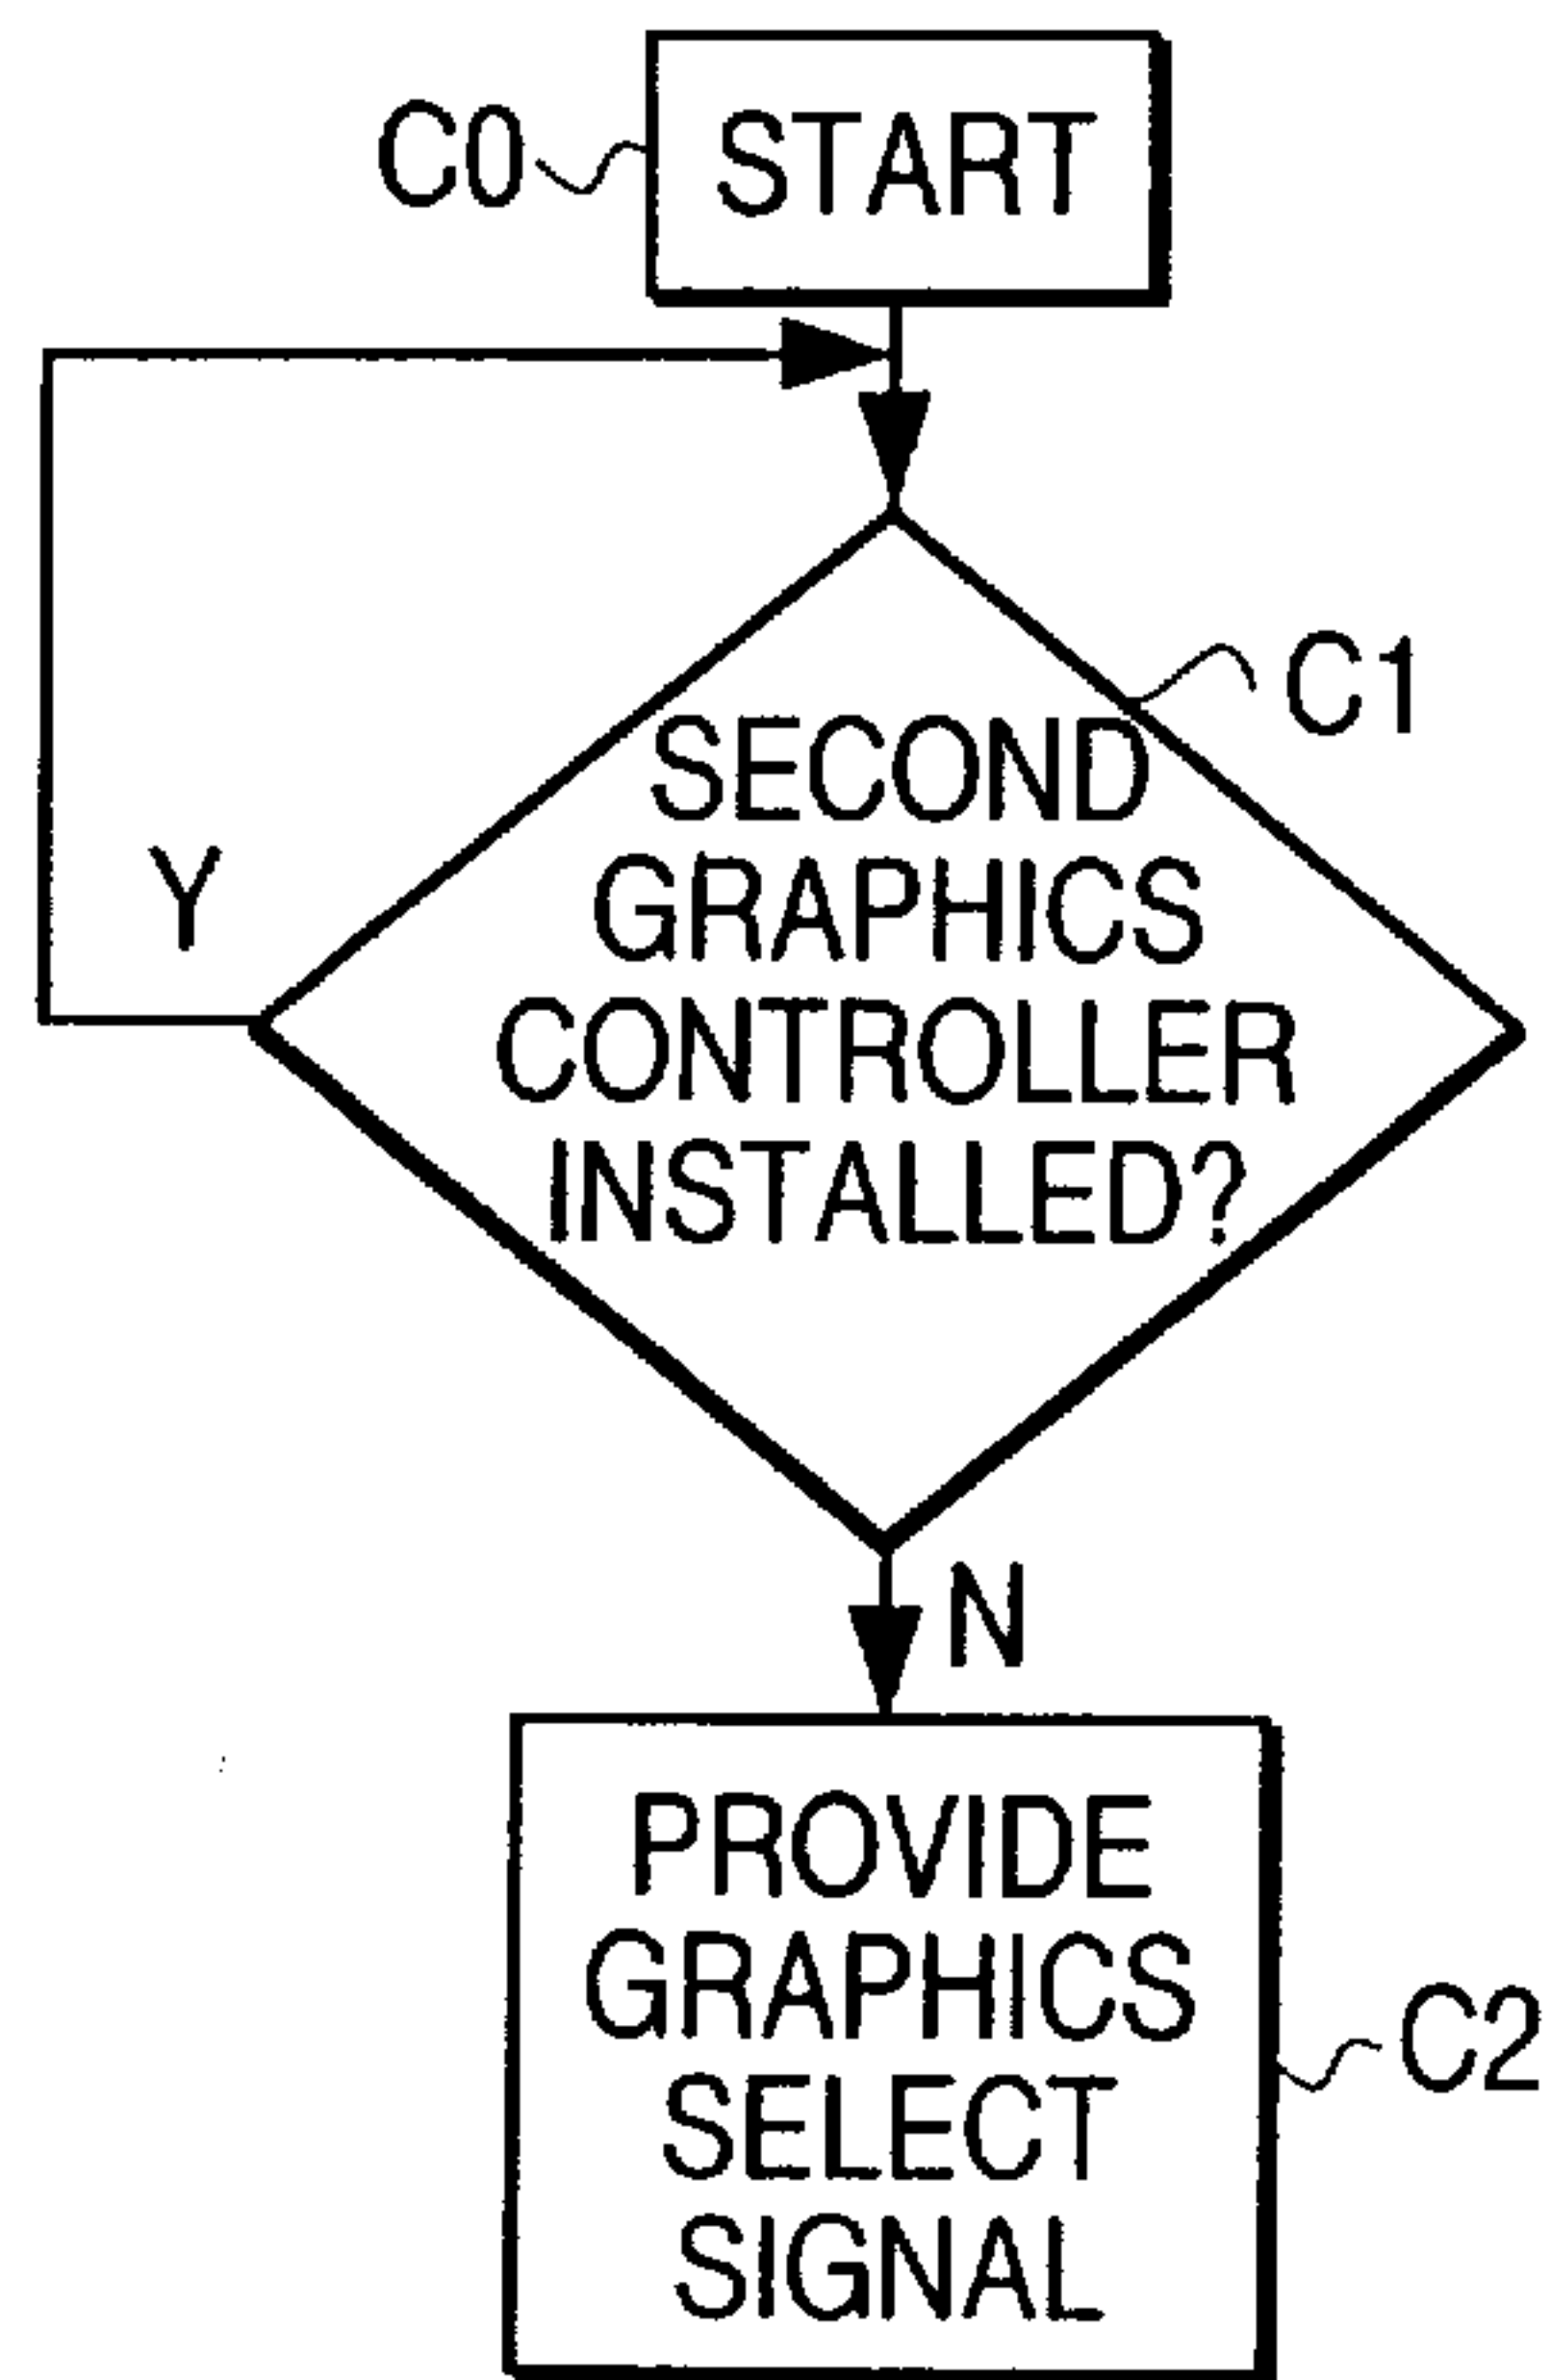 C0
START
C1
SECOND
GRAPHICS
CONTROLLER
INSTALLED?
Y
N
PROVIDE
GRAPHICS
SELECT
SIGNAL
C2